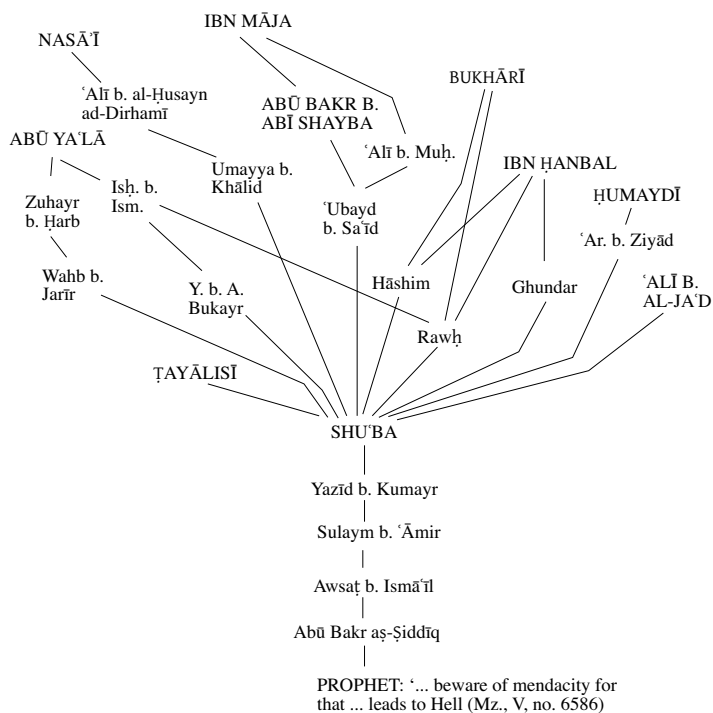 IBN MĀJA
NASĀʾĪ
BUKHĀRĪ
ʿAlī b. al-Ḥusayn
ad-Dirhamī
ABŪ BAKR B.
ABĪ SHAYBA
ABŪ YAʿLĀ
ʿAlī b. Muḥ.
IBN ḤANBAL
Umayya b.
Khālid
Zuhayr
b. Ḥarb
Isḥ. b.
Ism.
ḤUMAYDĪ
ʿUbayd
b. Saʿīd
ʿAr. b. Ziyād
Wahb b.
Jarīr
Y. b. A.
Bukayr
Hāshim
Ghundar
ʿALĪ B.
AL-JAʿD
Rawḥ
ṬAYĀLISĪ
SHUʿBA
Yazīd b. Kumayr
Sulaym b. ʿĀmir
Awsaṭ b. Ismāʿīl
Abū Bakr aṣ-Ṣiddīq
PROPHET: ‘... beware of mendacity for
that ... leads to Hell (Mz., V, no. 6586)